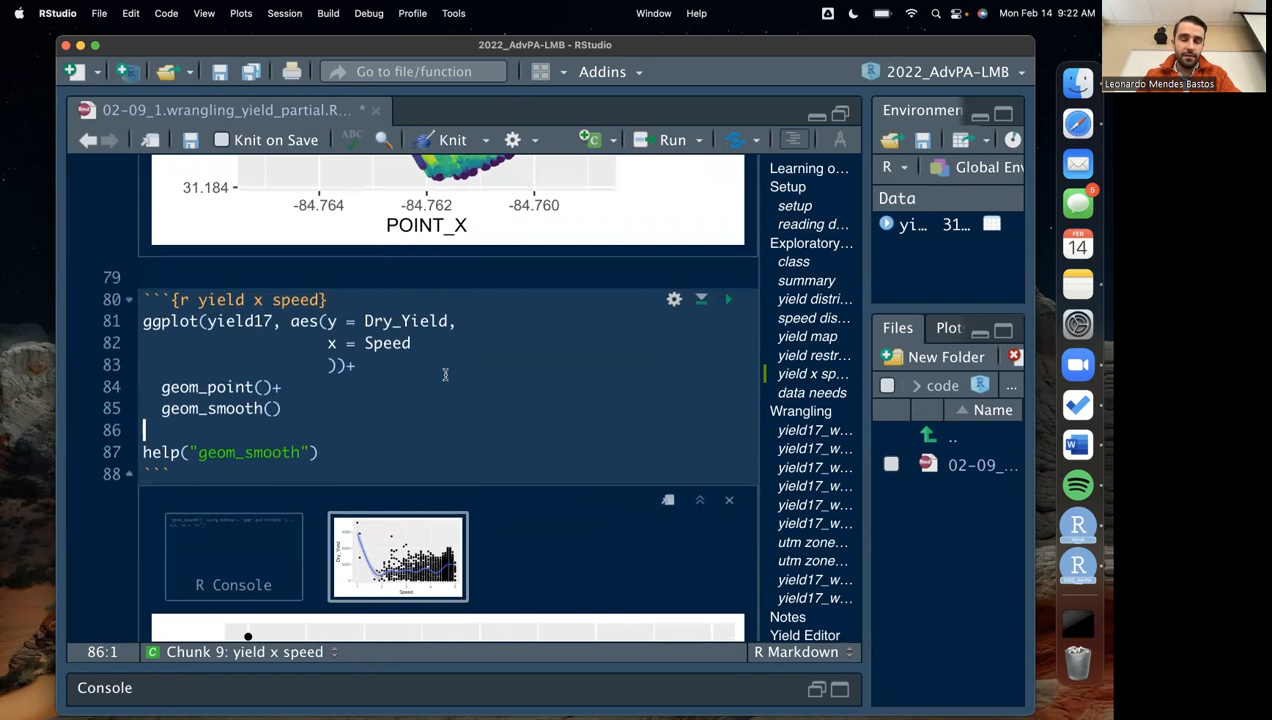 RStudio File Edit Code View Plots Session Build Debug Profile Tools Window Help Mon Feb 14 9:22 AM
2022_AdvPA-LMB - RStudio
Go to file/function
Addins
2022_AdvPA-LMB
Leonardo Mendes Bastos
02-09_1.wrangling_yield_partial.R... *
Knit on Save
ABC
Knit
Run
31.184
-84.764 -84.762 -84.760
POINT_X
79
80 ```{r yield x speed}
81 ggplot(yield17, aes(y = Dry_Yield,
82 x = Speed
83 ))+
84 geom_point()+
85 geom_smooth()
86
87 help("geom_smooth")
88 ```
R Console
Dry_Yield
Speed
86:1 Chunk 9: yield x speed
R Markdown
Console
Learning o...
Setup
setup
reading d...
Exploratory...
class
summary
yield distri...
speed dis...
yield map
yield restr...
yield x sp...
data needs
Wrangling
yield17_w...
yield17_w...
yield17_w...
yield17_w...
yield17_w...
yield17_w...
utm zone...
utm zone...
yield17_w...
yield17_w...
Notes
Yield Editor
Environmen
R
Global Env
Data
yi... 31...
Files
Plot
New Folder
code
...
Name
..
02-09_...
FEB
14
5